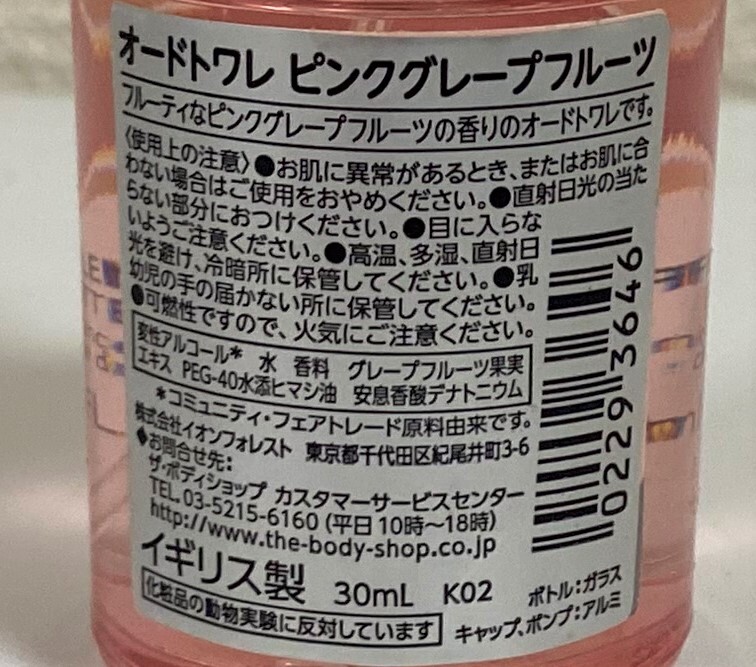 オードトワレ ピンクグレープフルーツ
フルーティなピンクグレープフルーツの香りのオードトワレです。
〈使用上の注意〉●お肌に異常があるとき、またはお肌に合
わない場合はご使用をおやめください。●直射日光の当た
らない部分におつけください。●目に入らな
いようご注意ください。●高温、多湿、直射日
光を避け、冷暗所に保管してください。●乳
幼児の手の届かない所に保管してください。
●可燃性ですので、火気にご注意ください。
変性アルコール* 水 香料 グレープフルーツ果実
エキス PEG-40水添ヒマシ油 安息香酸デナトニウム
*コミュニティ・フェアトレード原料由来です。
株式会社イオンフォレスト 東京都千代田区紀尾井町3-6
◆お問合せ先:
ザ・ボディショップ カスタマーサービスセンター
TEL.03-5215-6160 (平日10時〜18時)
http://www.the-body-shop.co.jp
イギリス製 30mL K02
ボトル:ガラス
キャップ、ポンプ:アルミ
化粧品の動物実験に反対しています
02293646